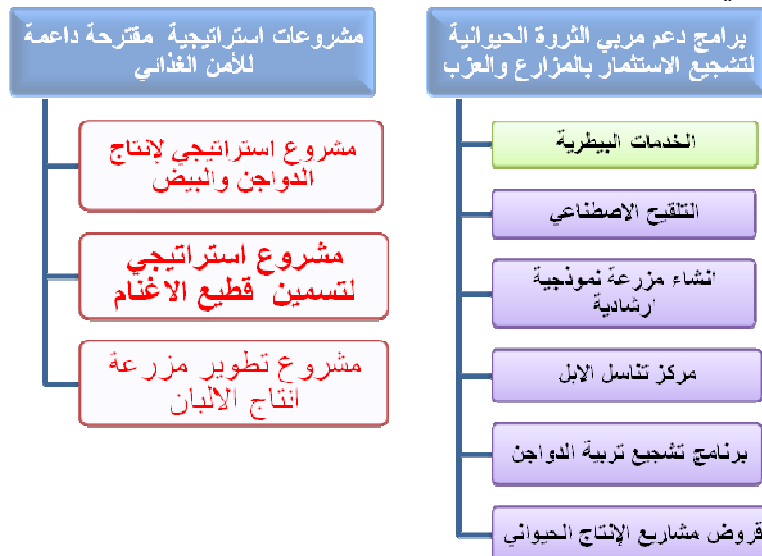 برامج دعم مربي الثروة الحيوانية
لتشجيع الاستثمار بالمزارع والعزب
الخدمات البيطرية
التلقيح الاصطناعي
انشاء مزرعة نموذجية
ارشادية
مركز تناسل الابل
برنامج تشجيع تربية الدواجن
قروض مشاريع الإنتاج الحيواني
مشروعات استراتيجية مقترحة داعمة
للأمن الغذائي
مشروع استراتيجي لإنتاج
الدواجن والبيض
مشروع استراتيجي
لتسمين قطيع الاغنام
مشروع تطوير مزرعة
انتاج الالبان